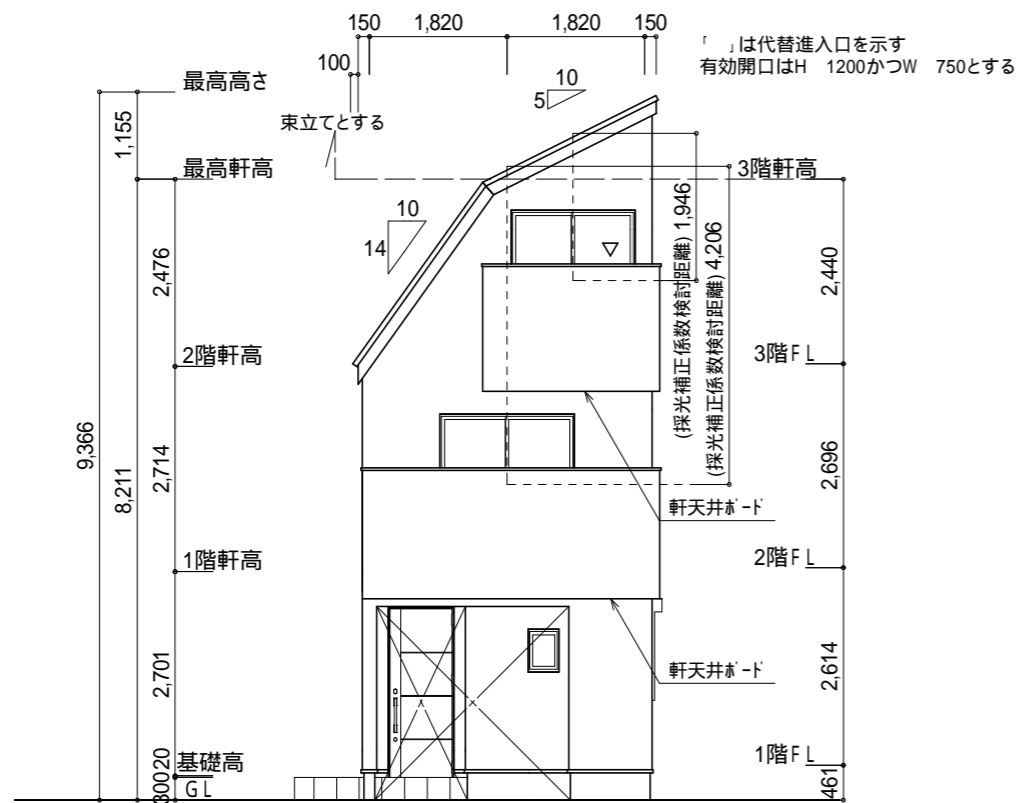 150 1,820 1,820 150
「　」は代替進入口を示す
有効開口はH　1200かつW　750とする
100
最高高さ
10
5
束立てとする
1,155
最高軒高
3階軒高
10
14
(採光補正係数検討距離) 1,946
(採光補正係数検討距離) 4,206
2,476
2,440
2階軒高
3階ＦＬ
9,366
8,211
2,714
2,696
軒天井ボード
1階軒高
2階ＦＬ
2,701
2,614
軒天井ボード
基礎高
1階ＦＬ
20
300
ＧＬ
461